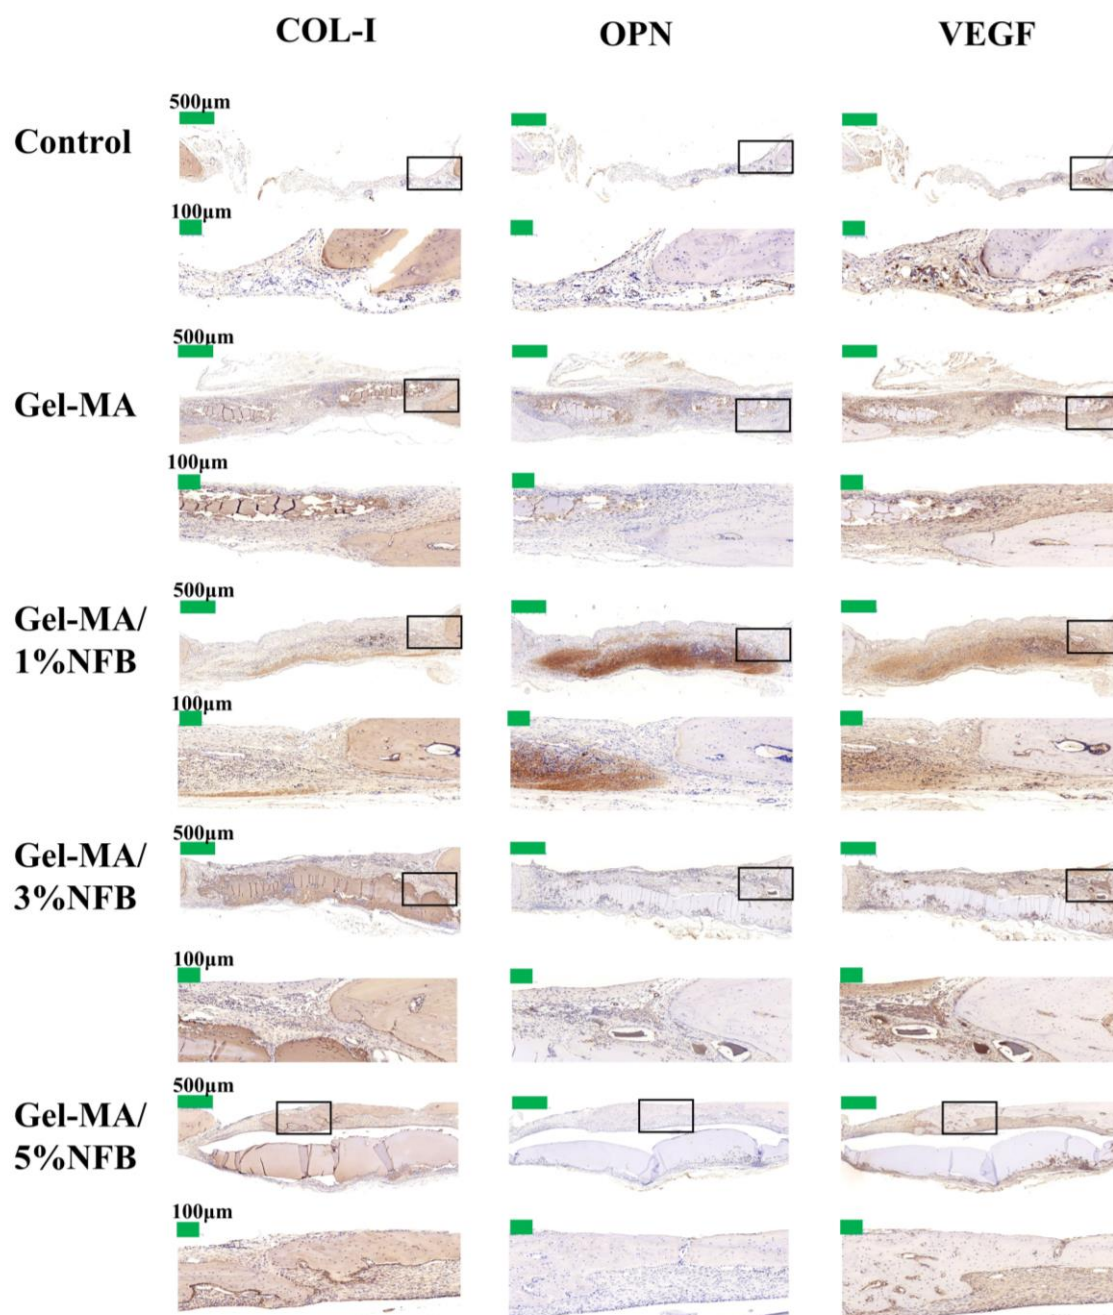 COL-I OPN VEGF
500μm
Control
100μm
500μm
Gel-MA
100μm
500μm
Gel-MA/
1%NFB
100μm
500μm
Gel-MA/
3%NFB
100μm
500μm
Gel-MA/
5%NFB
100μm